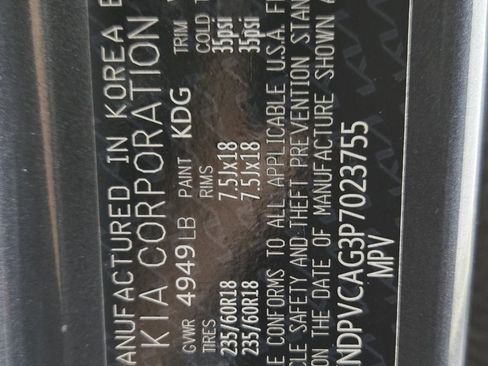 ANUFACTURED IN KOREA B
KIA CORPORATION
GVWR 4949LB PAINT KDG TRIM
TIRES RIMS COLD
235/60R18 7.5Jx18 35psi
235/60R18 7.5Jx18 35psi
E CONFORMS TO ALL APPLICABLE U.S.A. F
CLE SAFETY AND THEFT PREVENTION STAN
ON THE DATE OF MANUFACTURE SHOWN A
NDPVCAG3P7023755
MPV